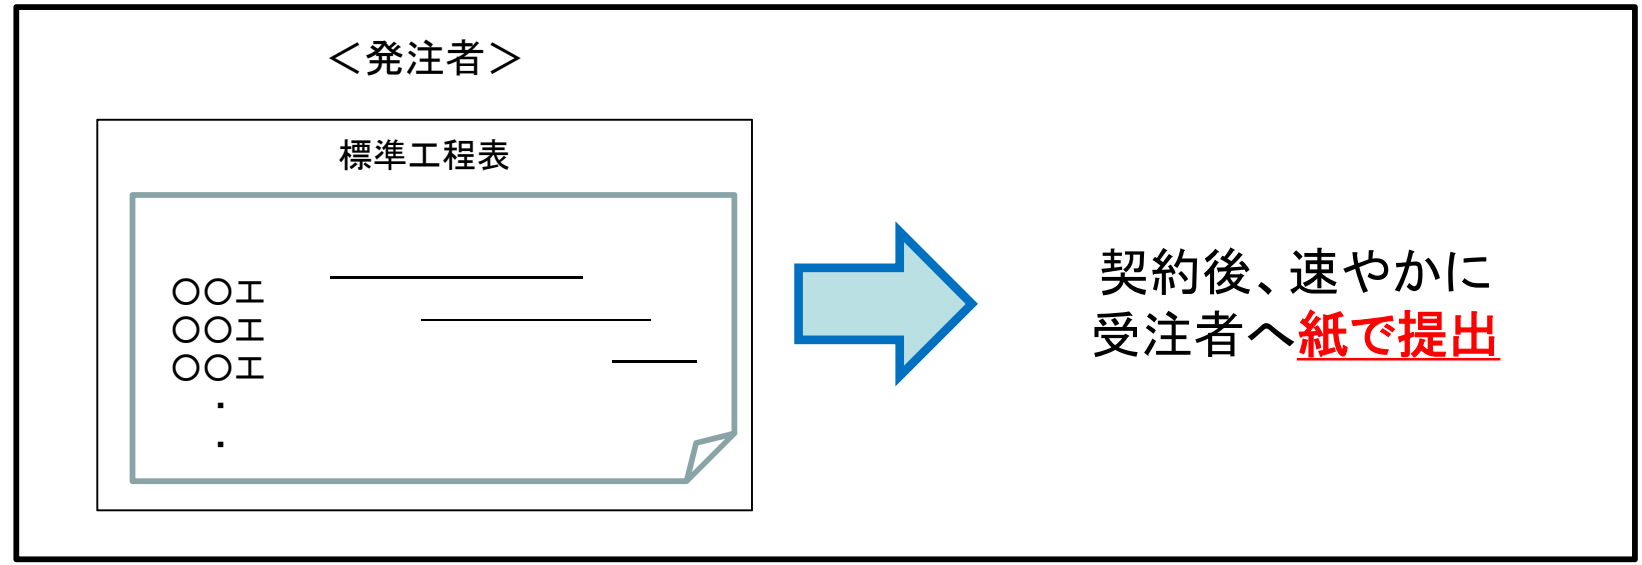 ＜発注者＞
標準工程表
〇〇工
〇〇工
〇〇工
・
・
契約後、速やかに
受注者へ紙で提出